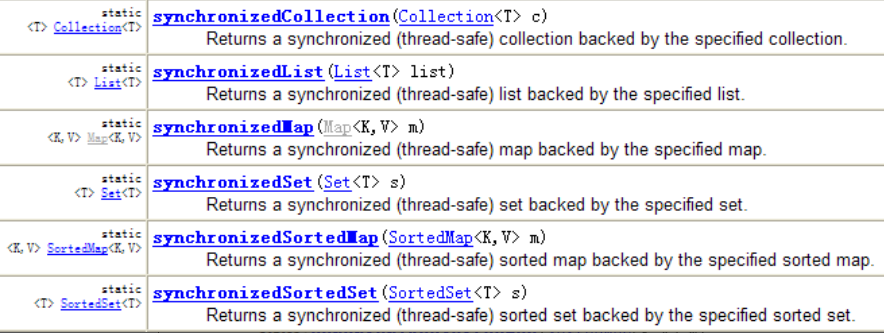 static
<T> Collection<T>
synchronizedCollection(Collection<T> c)
Returns a synchronized (thread-safe) collection backed by the specified collection.
static
<T> List<T>
synchronizedList(List<T> list)
Returns a synchronized (thread-safe) list backed by the specified list.
static
<K,V> Map<K,V>
synchronizedMap(Map<K,V> m)
Returns a synchronized (thread-safe) map backed by the specified map.
static
<T> Set<T>
synchronizedSet(Set<T> s)
Returns a synchronized (thread-safe) set backed by the specified set.
static
<K,V> SortedMap<K,V>
synchronizedSortedMap(SortedMap<K,V> m)
Returns a synchronized (thread-safe) sorted map backed by the specified sorted map.
static
<T> SortedSet<T>
synchronizedSortedSet(SortedSet<T> s)
Returns a synchronized (thread-safe) sorted set backed by the specified sorted set.